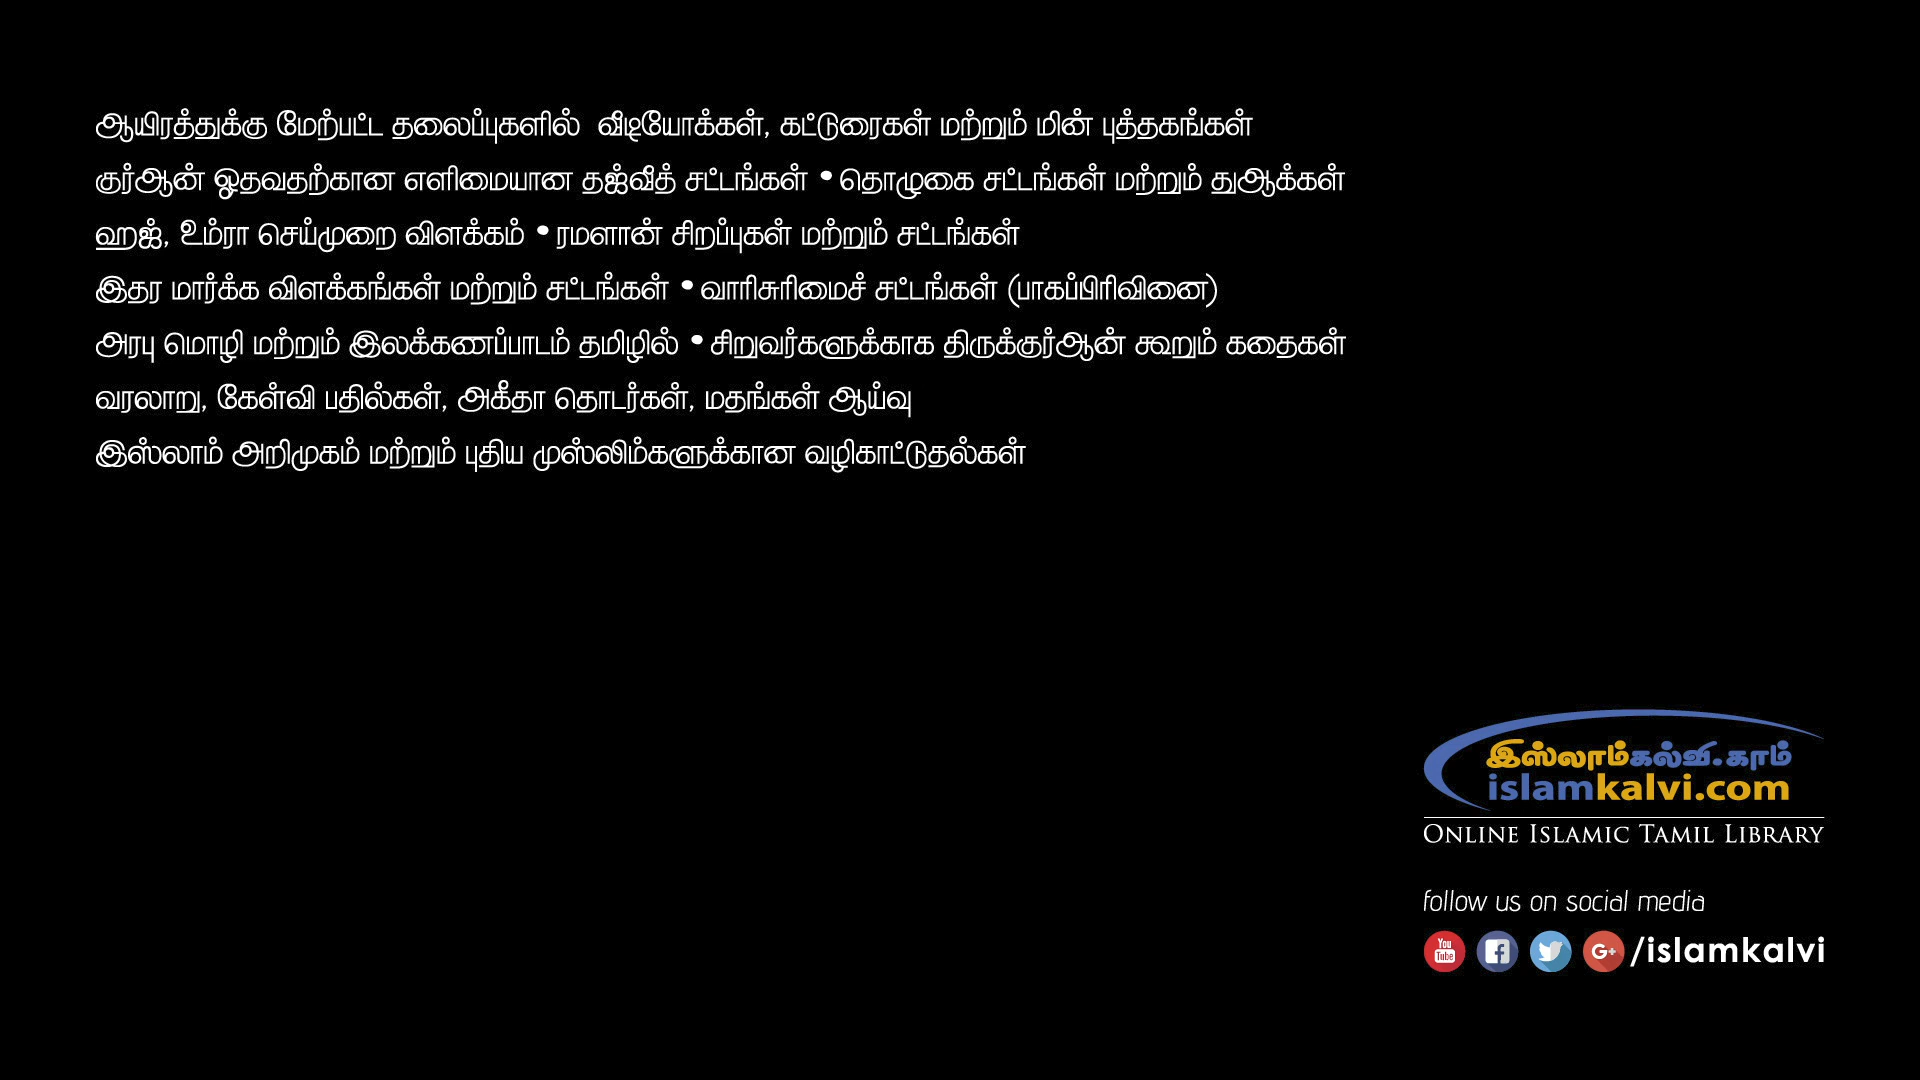 ஆயிரத்துக்கு மேற்பட்ட தலைப்புகளில் வீடியோக்கள், கட்டுரைகள் மற்றும் மின் புத்தகங்கள்
குர்ஆன் ஓதவதற்கான எளிமையான தஜ்வீத் சட்டங்கள் • தொழுகை சட்டங்கள் மற்றும் துஆக்கள்
ஹஜ், உம்ரா செய்முறை விளக்கம் • ரமளான் சிறப்புகள் மற்றும் சட்டங்கள்
இதர மார்க்க விளக்கங்கள் மற்றும் சட்டங்கள் • வாரிசுரிமைச் சட்டங்கள் (பாகப்பிரிவினை)
அரபு மொழி மற்றும் இலக்கணப்பாடம் தமிழில் • சிறுவர்களுக்காக திருக்குர்ஆன் கூறும் கதைகள்
வரலாறு, கேள்வி பதில்கள், அகீதா தொடர்கள், மதங்கள் ஆய்வு
இஸ்லாம் அறிமுகம் மற்றும் புதிய முஸ்லிம்களுக்கான வழிகாட்டுதல்கள்
இஸ்லாம்கல்வி.காம்
islamkalvi.com
ONLINE ISLAMIC TAMIL LIBRARY
follow us on social media
You Tube f G+ /islamkalvi